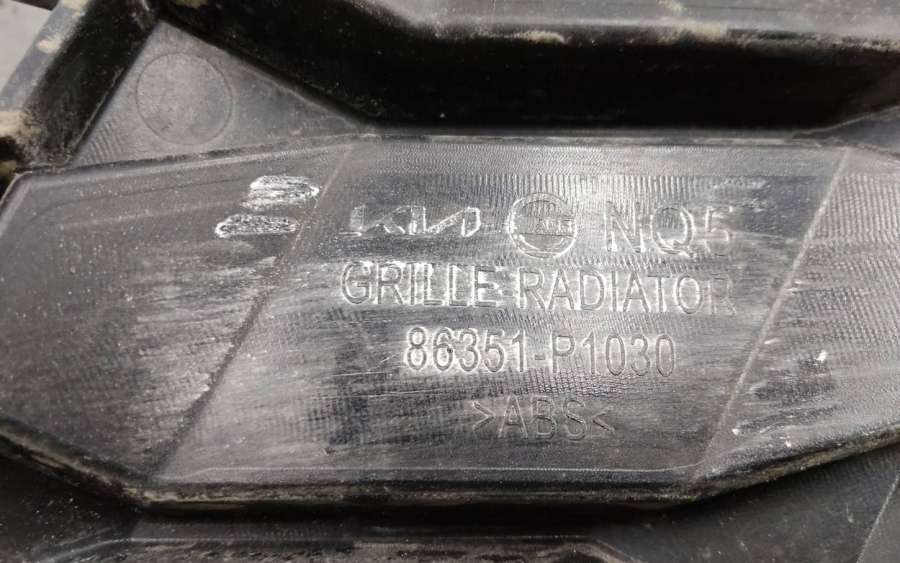 KIA NQ5
GRILLE RADIATOR
86351-P1030
>ABS<